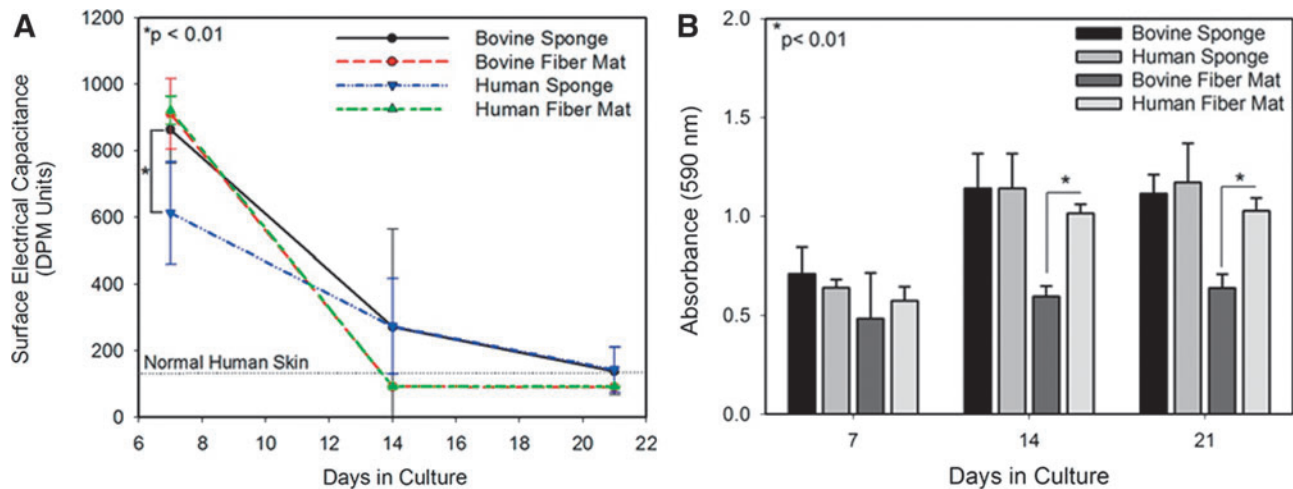 A
*p < 0.01
Bovine Sponge
Bovine Fiber Mat
Human Sponge
Human Fiber Mat
1200
1000
800
600
400
200
0
Surface Electrical Capacitance
(DPM Units)
*
Normal Human Skin
6 8 10 12 14 16 18 20 22
Days in Culture
B
*
p< 0.01
Bovine Sponge
Human Sponge
Bovine Fiber Mat
Human Fiber Mat
2.0
1.5
1.0
0.5
0.0
Absorbance (590 nm)
* *
7 14 21
Days in Culture